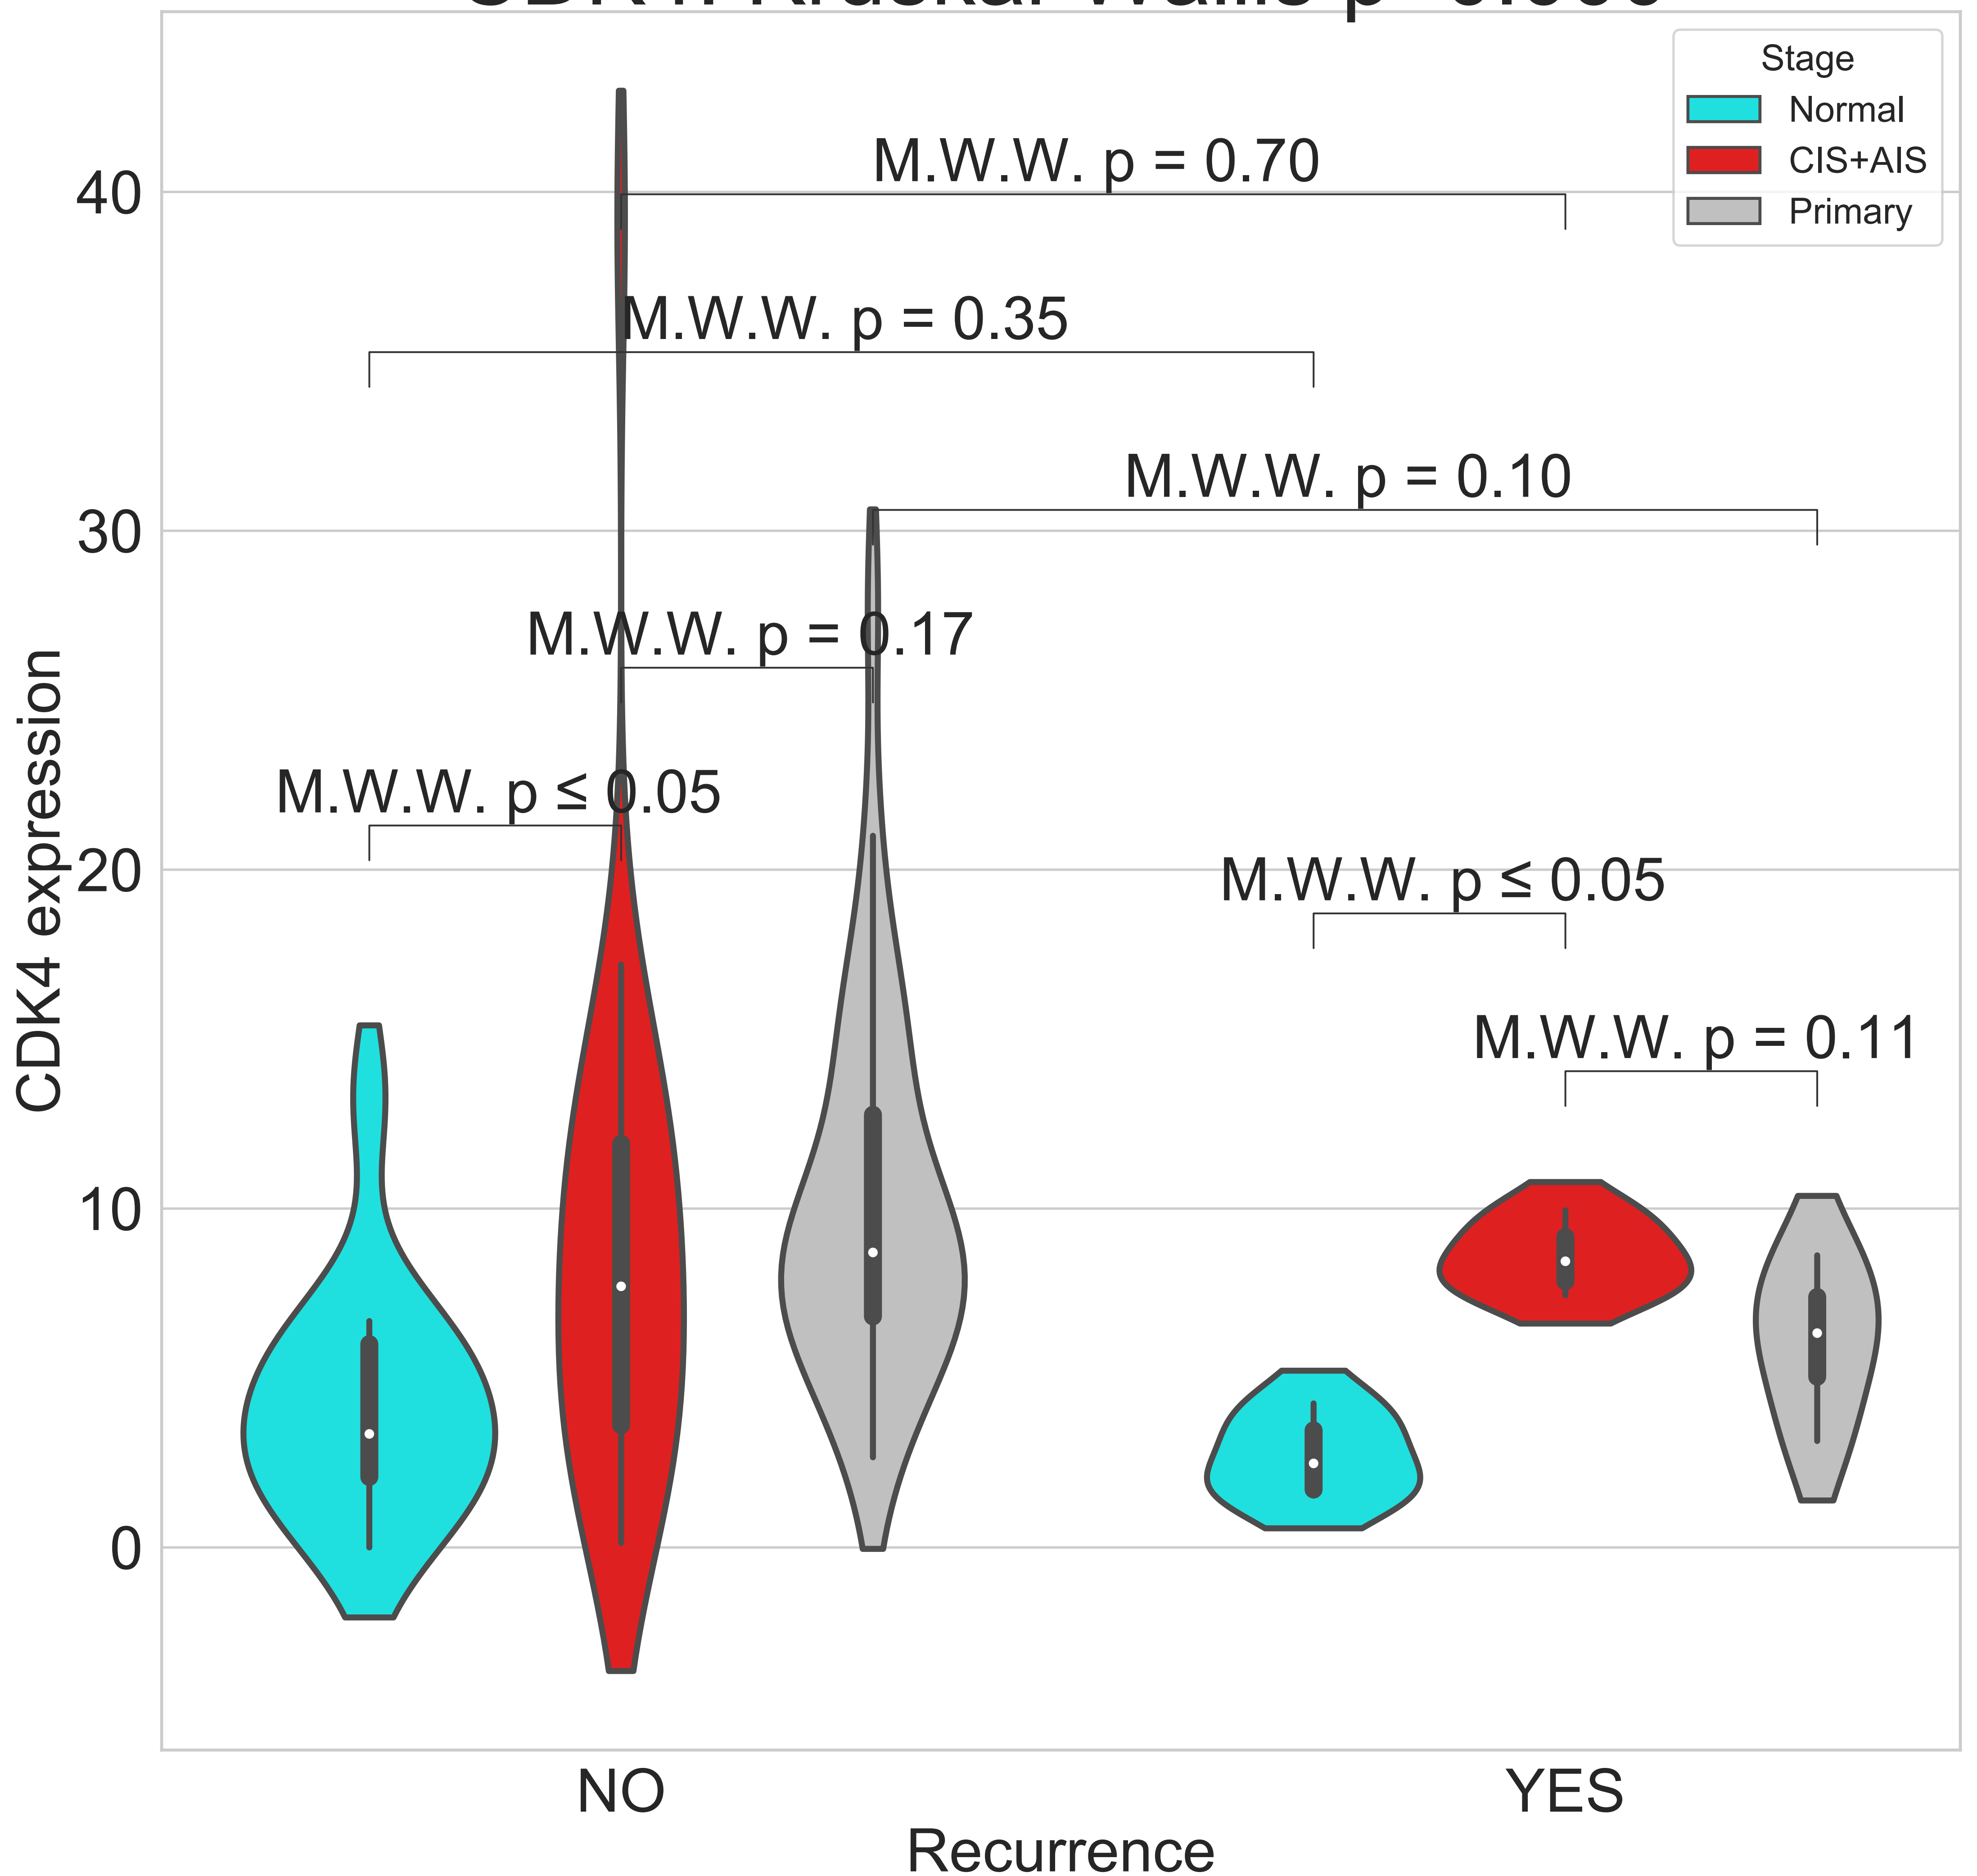 Stage
Normal
CIS+AIS
Primary
M.W.W. p = 0.70
40
M.W.W. p = 0.35
M.W.W. p = 0.10
30
M.W.W. p = 0.17
M.W.W. p ≤ 0.05
20
M.W.W. p ≤ 0.05
M.W.W. p = 0.11
10
0
CDK4 expression
NO
YES
Recurrence